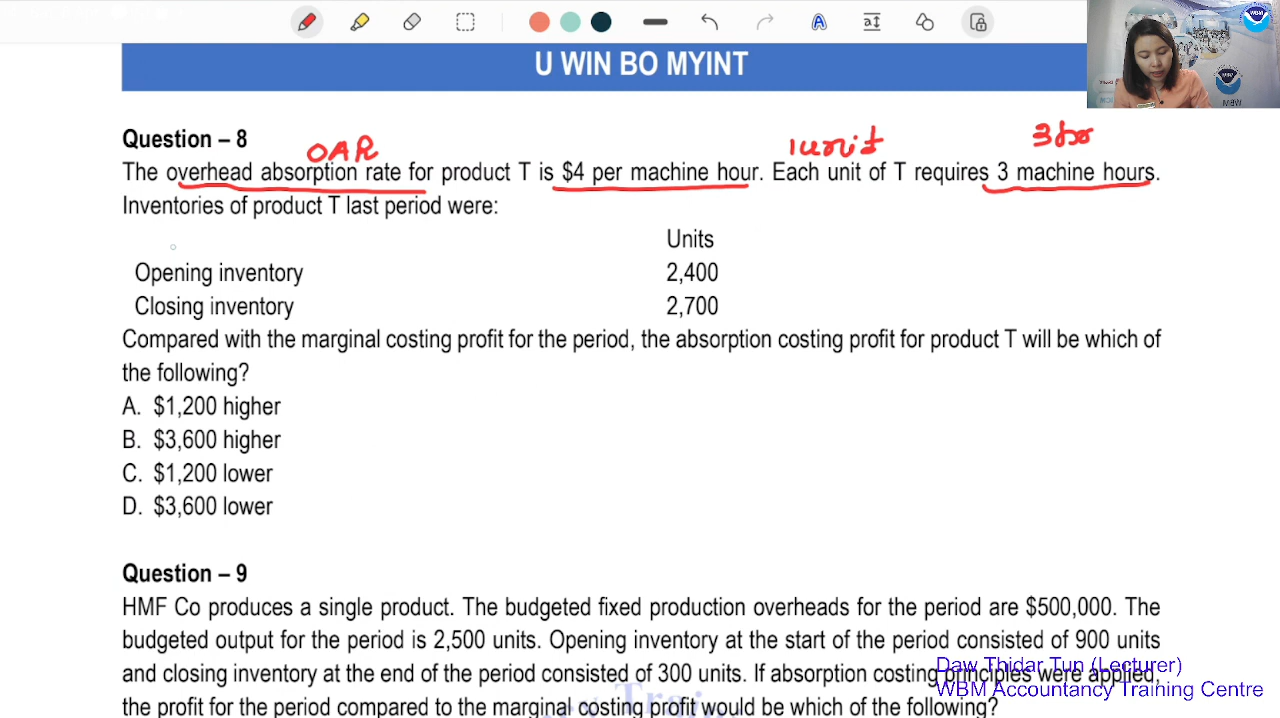 U WIN BO MYINT
Question – 8
OAR 1 unit 3 hr
The overhead absorption rate for product T is $4 per machine hour. Each unit of T requires 3 machine hours.
Inventories of product T last period were:
Units
Opening inventory 2,400
Closing inventory 2,700
Compared with the marginal costing profit for the period, the absorption costing profit for product T will be which of
the following?
A. $1,200 higher
B. $3,600 higher
C. $1,200 lower
D. $3,600 lower
Question – 9
HMF Co produces a single product. The budgeted fixed production overheads for the period are $500,000. The
budgeted output for the period is 2,500 units. Opening inventory at the start of the period consisted of 900 units
and closing inventory at the end of the period consisted of 300 units. If absorption costing principles were applied,
the profit for the period compared to the marginal costing profit would be which of the following?
Daw Thidar Tun (Lecturer)
WBM Accountancy Training Centre